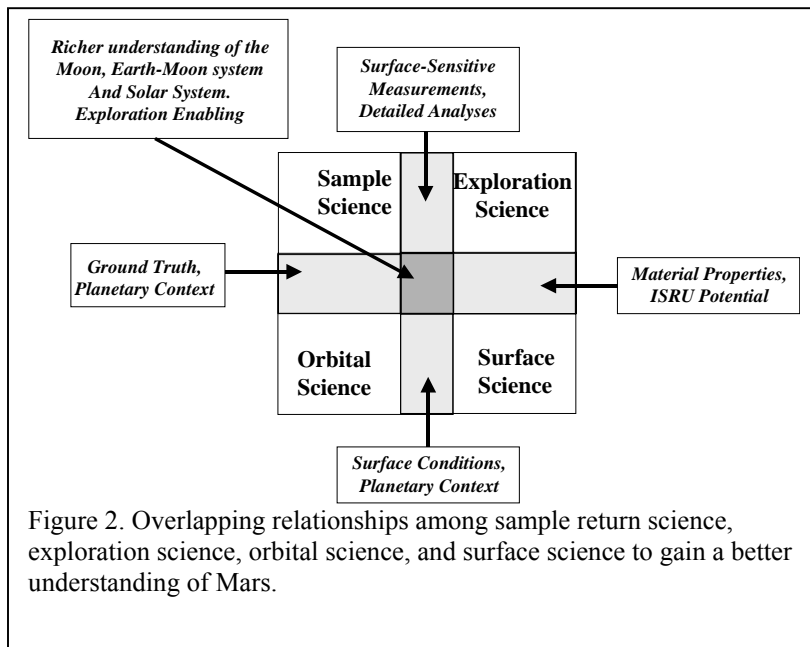 Richer understanding of the
Moon, Earth-Moon system
And Solar System.
Exploration Enabling
Surface-Sensitive
Measurements,
Detailed Analyses
Sample
Science
Exploration
Science
Ground Truth,
Planetary Context
Material Properties,
ISRU Potential
Orbital
Science
Surface
Science
Surface Conditions,
Planetary Context
Figure 2. Overlapping relationships among sample return science,
exploration science, orbital science, and surface science to gain a better
understanding of Mars.